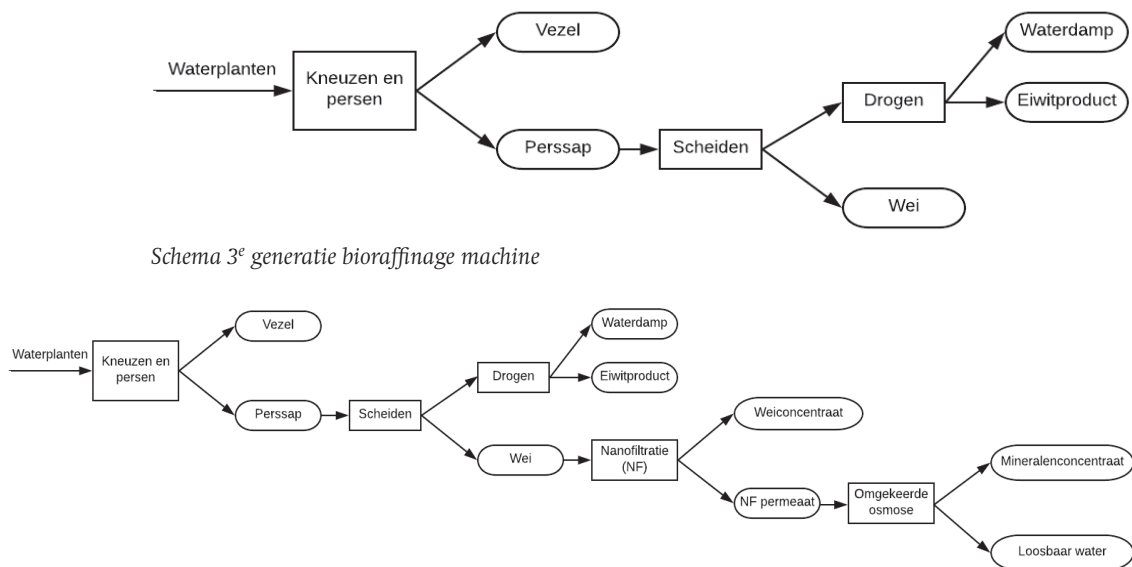 Vezel
Waterdamp
Waterplanten
Kneuzen en
persen
Drogen
Eiwitproduct
Perssap
Scheiden
Wei
Schema 3e generatie bioraffinage machine
Vezel
Waterdamp
Waterplanten
Kneuzen en
persen
Drogen
Eiwitproduct
Perssap
Scheiden
Weiconcentraat
Wei
Nanofiltratie
(NF)
Mineralenconcentraat
NF permeaat
Omgekeerde
osmose
Loosbaar water